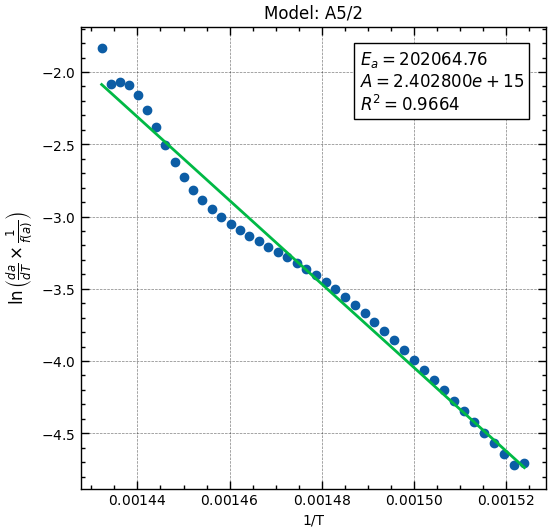 Model: A5/2
E_a = 202064.76
A = 2.402800e + 15
R^2 = 0.9664
ln(da/dT × 1/f(a))
−2.0
−2.5
−3.0
−3.5
−4.0
−4.5
0.00144 0.00146 0.00148 0.00150 0.00152
1/T